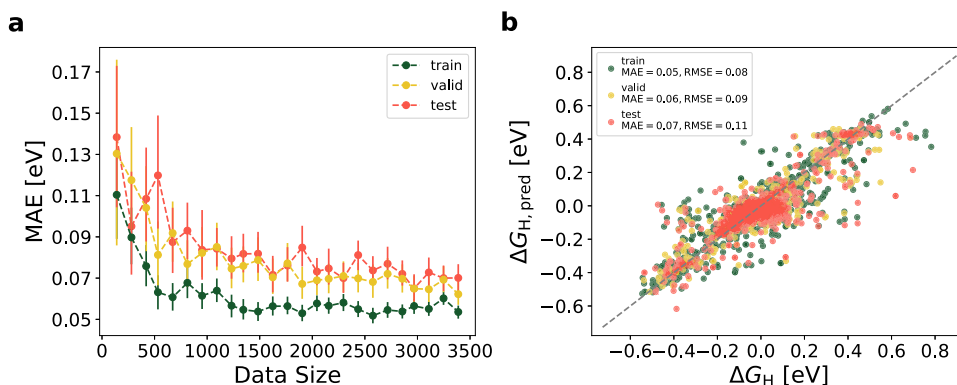 a
MAE [eV]
0.17
0.15
0.13
0.11
0.09
0.07
0.05
0
500
1000
1500
2000
2500
3000
3500
Data Size
train
valid
test
b
ΔG_H,pred [eV]
0.8
0.6
0.4
0.2
0.0
−0.2
−0.4
−0.6
−0.6
−0.4
−0.2
0.0
0.2
0.4
0.6
0.8
ΔG_H [eV]
train
MAE = 0.05, RMSE = 0.08
valid
MAE = 0.06, RMSE = 0.09
test
MAE = 0.07, RMSE = 0.11